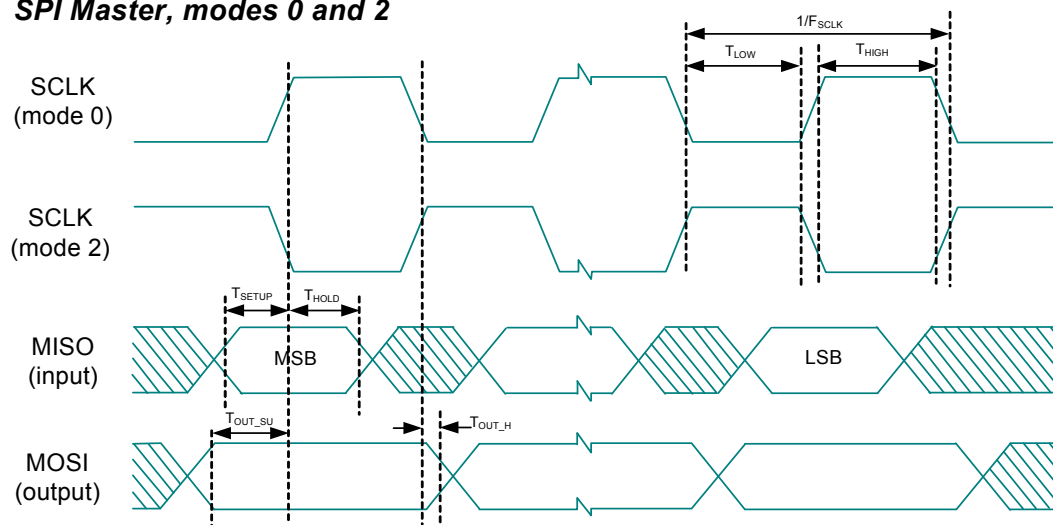 SPI Master, modes 0 and 2
1/FSCLK
TLOW
THIGH
SCLK
(mode 0)
SCLK
(mode 2)
TSETUP
THOLD
MISO
(input)
MSB
LSB
TOUT_SU
TOUT_H
MOSI
(output)